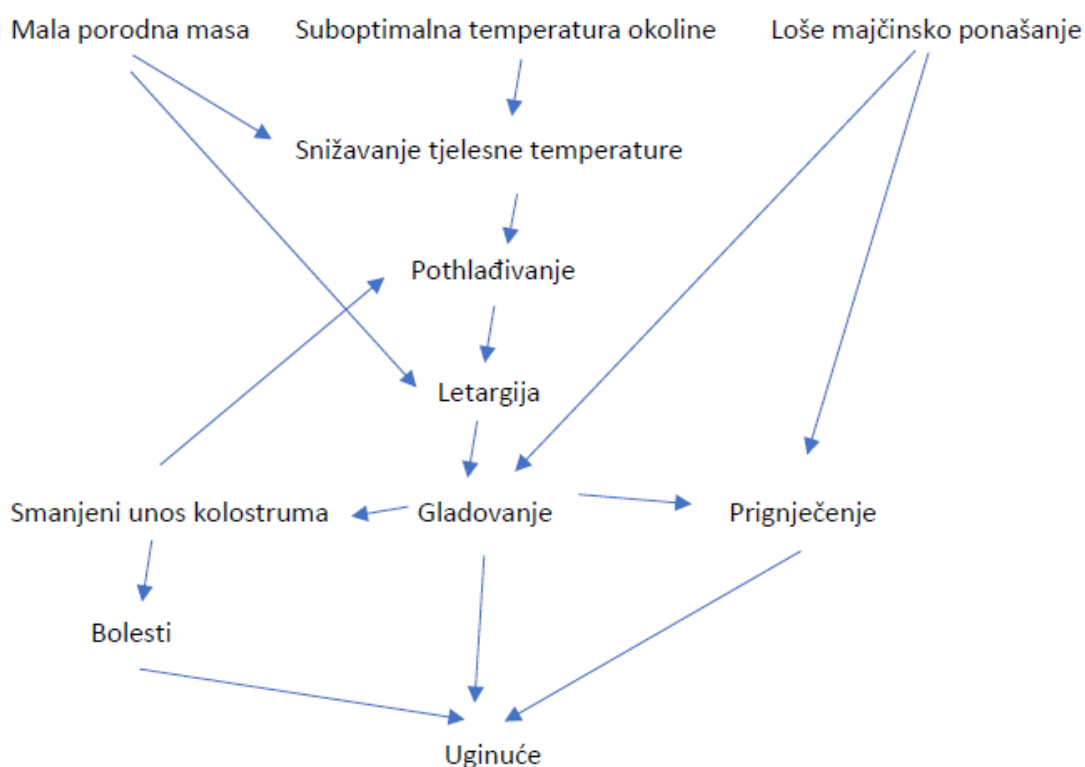 Mala porodna masa
Suboptimalna temperatura okoline
Loše majčinsko ponašanje
Snižavanje tjelesne temperature
Pothlađivanje
Letargija
Smanjeni unos kolostruma
Gladovanje
Prignječenje
Bolesti
Uginuće